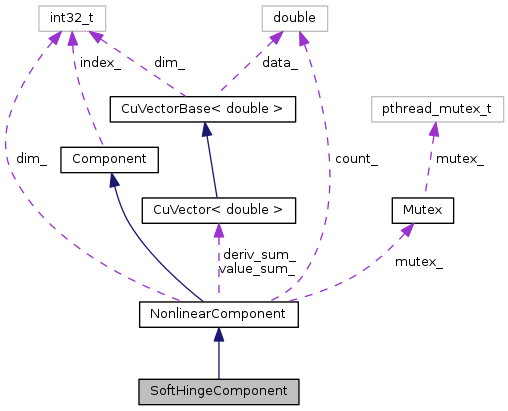 int32_t
double
index_
dim_
data_
CuVectorBase< double >
pthread_mutex_t
dim_
Component
count_
mutex_
CuVector< double >
Mutex
deriv_sum_
value_sum_
mutex_
NonlinearComponent
SoftHingeComponent